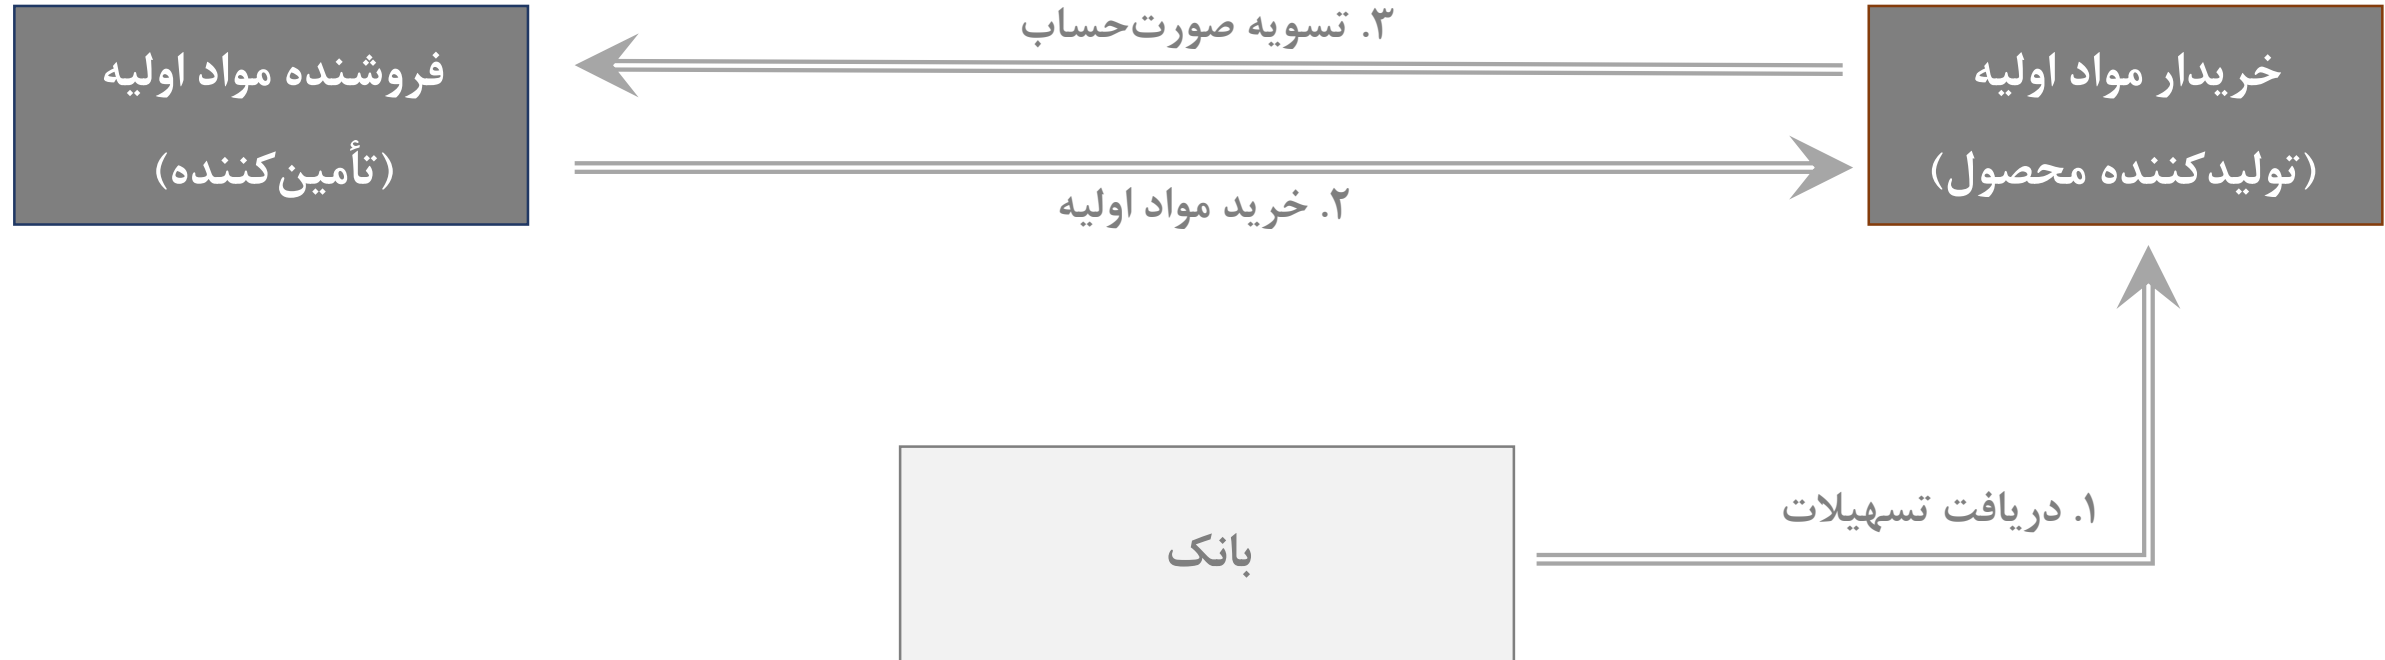 ۳. تسویه صورت‌حساب
خریدار مواد اولیه
(تولیدکننده محصول)
فروشنده مواد اولیه
(تأمین‌کننده)
۲. خرید مواد اولیه
۱. دریافت تسهیلات
بانک